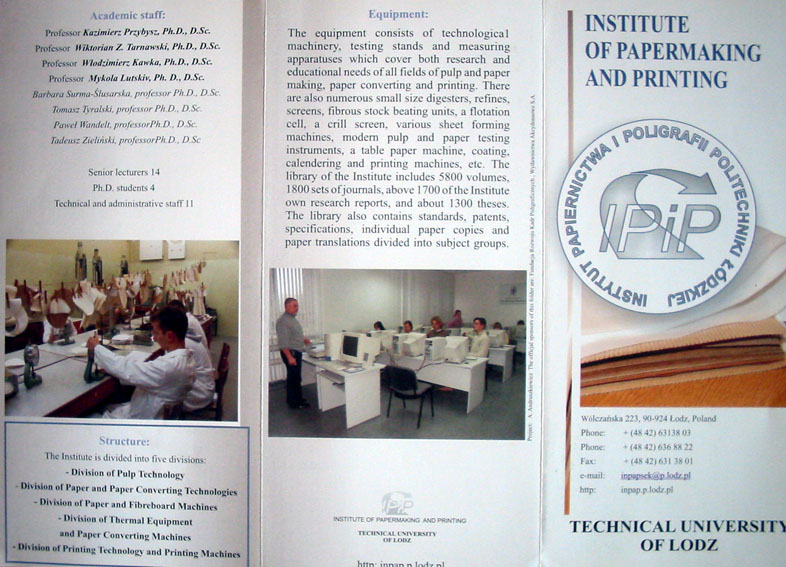 Academic staff:
Professor Kazimierz Przybysz, Ph.D., D.Sc.
Professor Wiktorian Z. Tarnawski, Ph.D., D.Sc.
Professor Włodzimierz Kawka, Ph.D., D.Sc.
Professor Mykola Lutskiv, Ph. D., D.Sc.
Barbara Surma-Ślusarska, professor Ph.D., D.Sc.
Tomasz Tyralski, professor Ph.D., D.Sc.
Paweł Wandelt, professorPh.D., D.Sc.
Tadeusz Zieliński, professorPh.D., D.Sc
Senior lecturers 14
Ph.D. students 4
Technical and administrative staff 11
Structure:
The Institute is divided into five divisions:
- Division of Pulp Technology
- Division of Paper and Paper Converting Technologies
- Division of Paper and Fibreboard Machines
- Division of Thermal Equipment
and Paper Converting Machines
- Division of Printing Technology and Printing Machines
Equipment:
The equipment consists of technological
machinery, testing stands and measuring
apparatuses which cover both research and
educational needs of all fields of pulp and paper
making, paper converting and printing. There
are also numerous small size digesters, refines,
screens, fibrous stock beating units, a flotation
cell, a crill screen, various sheet forming
machines, modern pulp and paper testing
instruments, a table paper machine, coating,
calendering and printing machines, etc. The
library of the Institute includes 5800 volumes,
1800 sets of journals, above 1700 of the Institute
own research reports, and about 1300 theses.
The library also contains standards, patents,
specifications, individual paper copies and
paper translations divided into subject groups.
IPiP
INSTITUTE OF PAPERMAKING AND PRINTING
TECHNICAL UNIVERSITY
OF LODZ
http: inpap.p.lodz.pl
Project: A. Andruszkiewicz. The official sponsors of this folder are: Fundacja Rozwoju Kadr Poligraficznych, Wydawnictwa Akcydensowe S.A.
INSTITUTE
OF PAPERMAKING
AND PRINTING
INSTYTUT PAPIERNICTWA I POLIGRAFII POLITECHNIKI ŁÓDZKIEJ
IPiP
Wólczańska 223, 90-924 Łodz, Poland
Phone: + (48 42) 63138 03
Phone: + (48 42) 636 88 22
Fax: + (48 42) 631 38 01
e-mail: inpapsek@p.lodz.pl
http: inpap.p.lodz.pl
TECHNICAL UNIVERSITY
OF LODZ